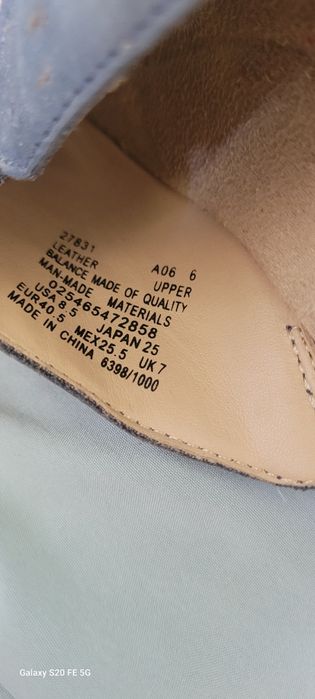 27831 A06 6
LEATHER UPPER
BALANCE MADE OF QUALITY
MAN-MADE MATERIALS
025465472858
USA 8.5 JAPAN 25
EUR40.5 MEX25.5 UK7
MADE IN CHINA 6398/1000
Galaxy S20 FE 5G